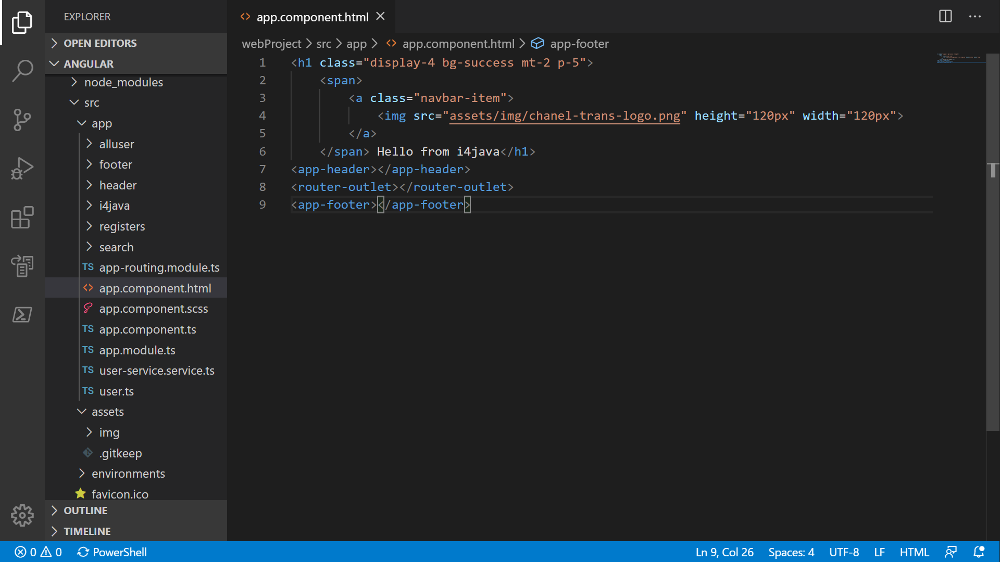 EXPLORER
OPEN EDITORS
ANGULAR
node_modules
src
app
alluser
footer
header
i4java
registers
search
TS app-routing.module.ts
<> app.component.html
app.component.scss
TS app.component.ts
TS app.module.ts
TS user-service.service.ts
TS user.ts
assets
img
.gitkeep
environments
favicon.ico
OUTLINE
TIMELINE
<> app.component.html
webProject > src > app > <> app.component.html > app-footer
1 <h1 class="display-4 bg-success mt-2 p-5">
2 <span>
3 <a class="navbar-item">
4 <img src="assets/img/chanel-trans-logo.png" height="120px" width="120px">
5 </a>
6 </span> Hello from i4java</h1>
7 <app-header></app-header>
8 <router-outlet></router-outlet>
9 <app-footer></app-footer>
0 0 PowerShell Ln 9, Col 26 Spaces: 4 UTF-8 LF HTML